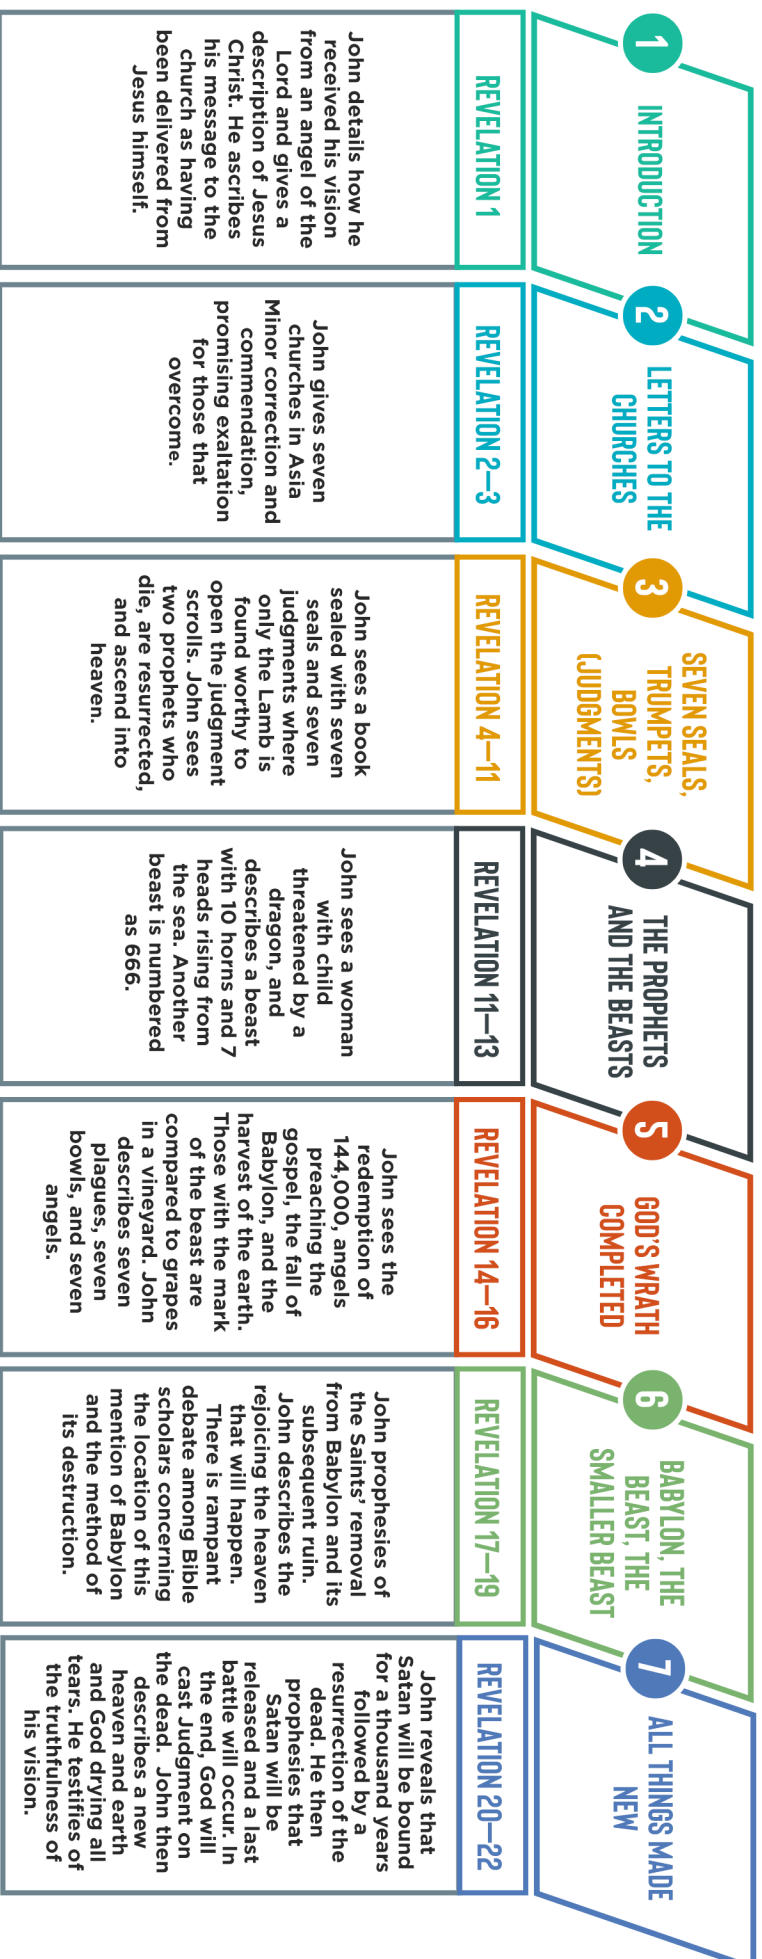 1
INTRODUCTION
REVELATION 1
John details how he
received his vision
from an angel of the
Lord and gives a
description of Jesus
Christ. He ascribes
his message to the
church as having
been delivered from
Jesus himself.
2
LETTERS TO THE
CHURCHES
REVELATION 2–3
John gives seven
churches in Asia
Minor correction and
commendation,
promising exaltation
for those that
overcome.
3
SEVEN SEALS,
TRUMPETS,
BOWLS
(JUDGMENTS)
REVELATION 4–11
John sees a book
sealed with seven
seals and seven
judgments where
only the Lamb is
found worthy to
open the judgment
scrolls. John sees
two prophets who
die, are resurrected,
and ascend into
heaven.
4
THE PROPHETS
AND THE BEASTS
REVELATION 11–13
John sees a woman
with child
threatened by a
dragon, and
describes a beast
with 10 horns and 7
heads rising from
the sea. Another
beast is numbered
as 666.
5
GOD'S WRATH
COMPLETED
REVELATION 14–16
John sees the
redemption of
144,000, angels
preaching the
gospel, the fall of
Babylon, and the
harvest of the earth.
Those with the mark
of the beast are
compared to grapes
in a vineyard. John
describes seven
plagues, seven
bowls, and seven
angels.
6
BABYLON, THE
BEAST, THE
SMALLER BEAST
REVELATION 17–19
John prophesies of
the Saints' removal
from Babylon and its
subsequent ruin.
John describes the
rejoicing the heaven
that will happen.
There is rampant
debate among Bible
scholars concerning
the location of this
mention of Babylon
and the method of
its destruction.
7
ALL THINGS MADE
NEW
REVELATION 20–22
John reveals that
Satan will be bound
for a thousand years
followed by a
resurrection of the
dead. He then
prophesies that
Satan will be
released and a last
battle will occur. In
the end, God will
cast Judgment on
the dead. John then
describes a new
heaven and earth
and God drying all
tears. He testifies of
the truthfulness of
his vision.